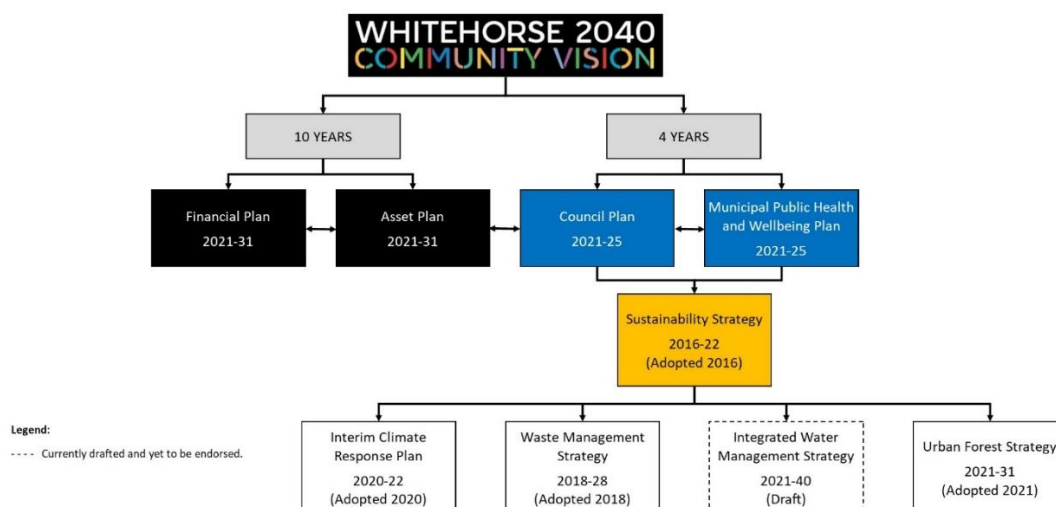 WHITEHORSE 2040
COMMUNITY VISION
10 YEARS
4 YEARS
Financial Plan
2021-31
Asset Plan
2021-31
Council Plan
2021-25
Municipal Public Health
and Wellbeing Plan
2021-25
Sustainability Strategy
2016-22
(Adopted 2016)
Legend:
---- Currently drafted and yet to be endorsed.
Interim Climate
Response Plan
2020-22
(Adopted 2020)
Waste Management
Strategy
2018-28
(Adopted 2018)
Integrated Water
Management Strategy
2021-40
(Draft)
Urban Forest Strategy
2021-31
(Adopted 2021)